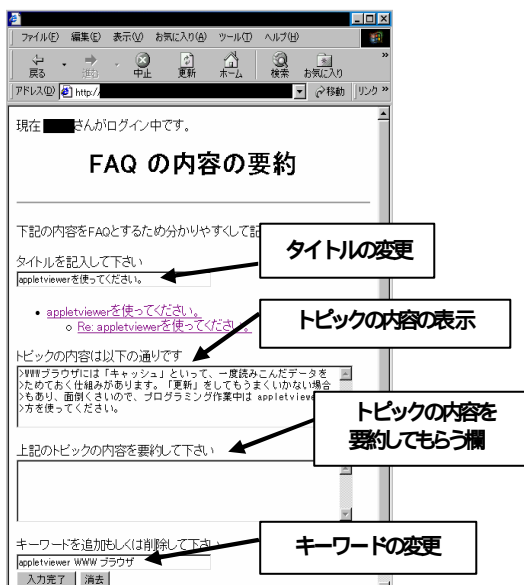 ファイル(F) 編集(E) 表示(V) お気に入り(A) ツール(T) ヘルプ(H)
戻る 進む 中止 更新 ホーム 検索 お気に入り »
アドレス(D) http:// 移動 リンク »
現在 さんがログイン中です。
FAQ の内容の要約
下記の内容をFAQとするため分かりやすくして記
タイトルの変更
タイトルを記入して下さい
appletviewerを使ってください。
• appletviewerを使ってください。
○ Re: appletviewerを使ってください。
トピックの内容の表示
トピックの内容は以下の通りです
>WWWブラウザには「キャッシュ」といって、一度読みこんだデータを
>ためておく仕組みがあります。「更新」をしてもうまくいかない場合
>もあり、面倒くさいので、プログラミング作業中は appletviewe
>方を使ってください。
トピックの内容を
要約してもらう欄
上記のトピックの内容を要約して下さい
キーワードの変更
キーワードを追加もしくは削除して下さい
appletviewer WWW ブラウザ
入力完了 消去